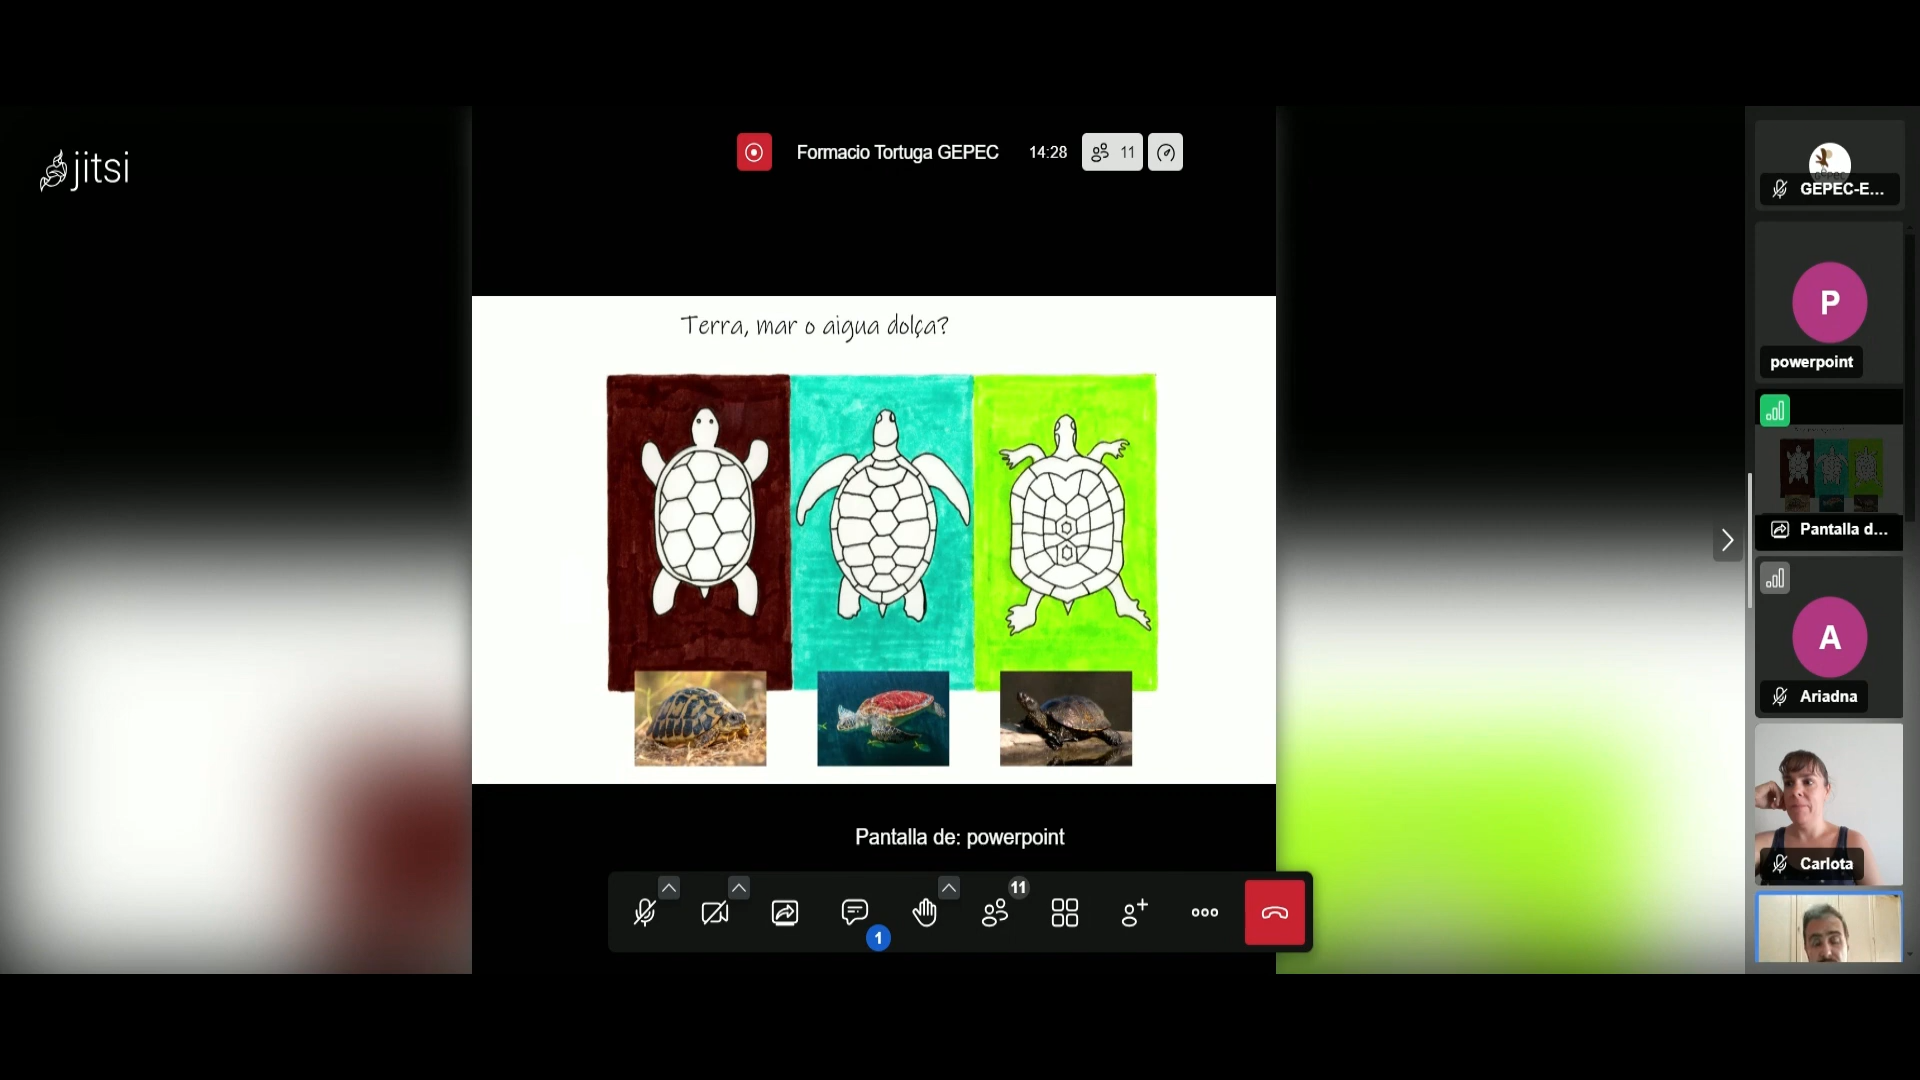 jitsi
Formacio Tortuga GEPEC
14:28
11
GEPEC-E...
Terra, mar o aigua dolça?
P
powerpoint
Pantalla d...
A
Ariadna
Carlota
Pantalla de: powerpoint
11
1